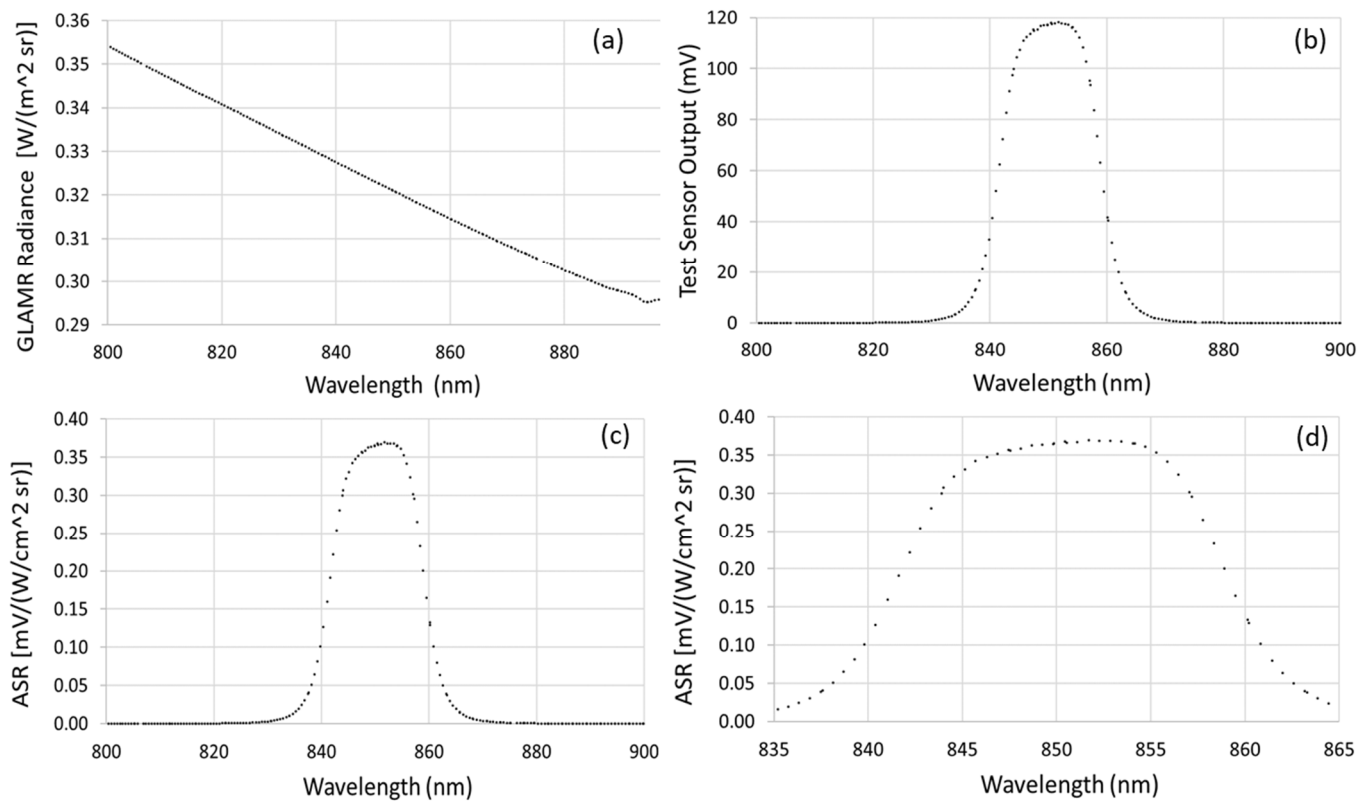 (a)
GLAMR Radiance [W/(m^2 sr)]
0.36
0.35
0.34
0.33
0.32
0.31
0.30
0.29
800 820 840 860 880
Wavelength (nm)
(b)
Test Sensor Output (mV)
120
100
80
60
40
20
0
800 820 840 860 880 900
Wavelength (nm)
(c)
ASR [mV/(W/cm^2 sr)]
0.40
0.35
0.30
0.25
0.20
0.15
0.10
0.05
0.00
800 820 840 860 880 900
Wavelength (nm)
(d)
ASR [mV/(W/cm^2 sr)]
0.40
0.35
0.30
0.25
0.20
0.15
0.10
0.05
0.00
835 840 845 850 855 860 865
Wavelength (nm)